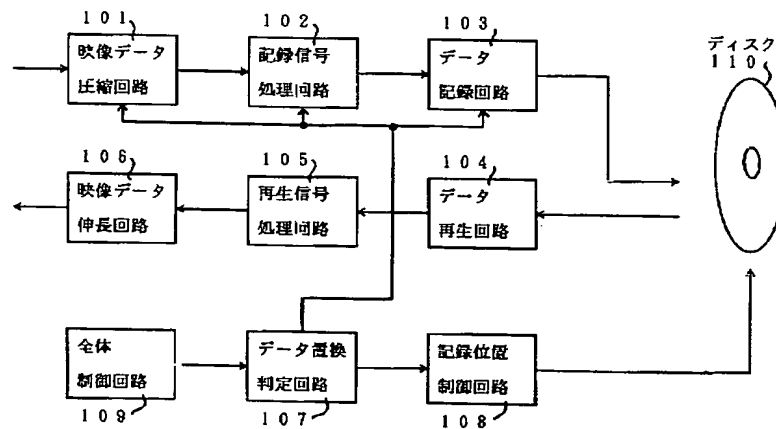 101
映像データ
圧縮回路
102
記録信号
処理回路
103
データ
記録回路
ディスク
110
106
映像データ
伸長回路
105
再生信号
処理回路
104
データ
再生回路
全体
制御回路
109
データ置換
判定回路
107
記録位置
制御回路
108